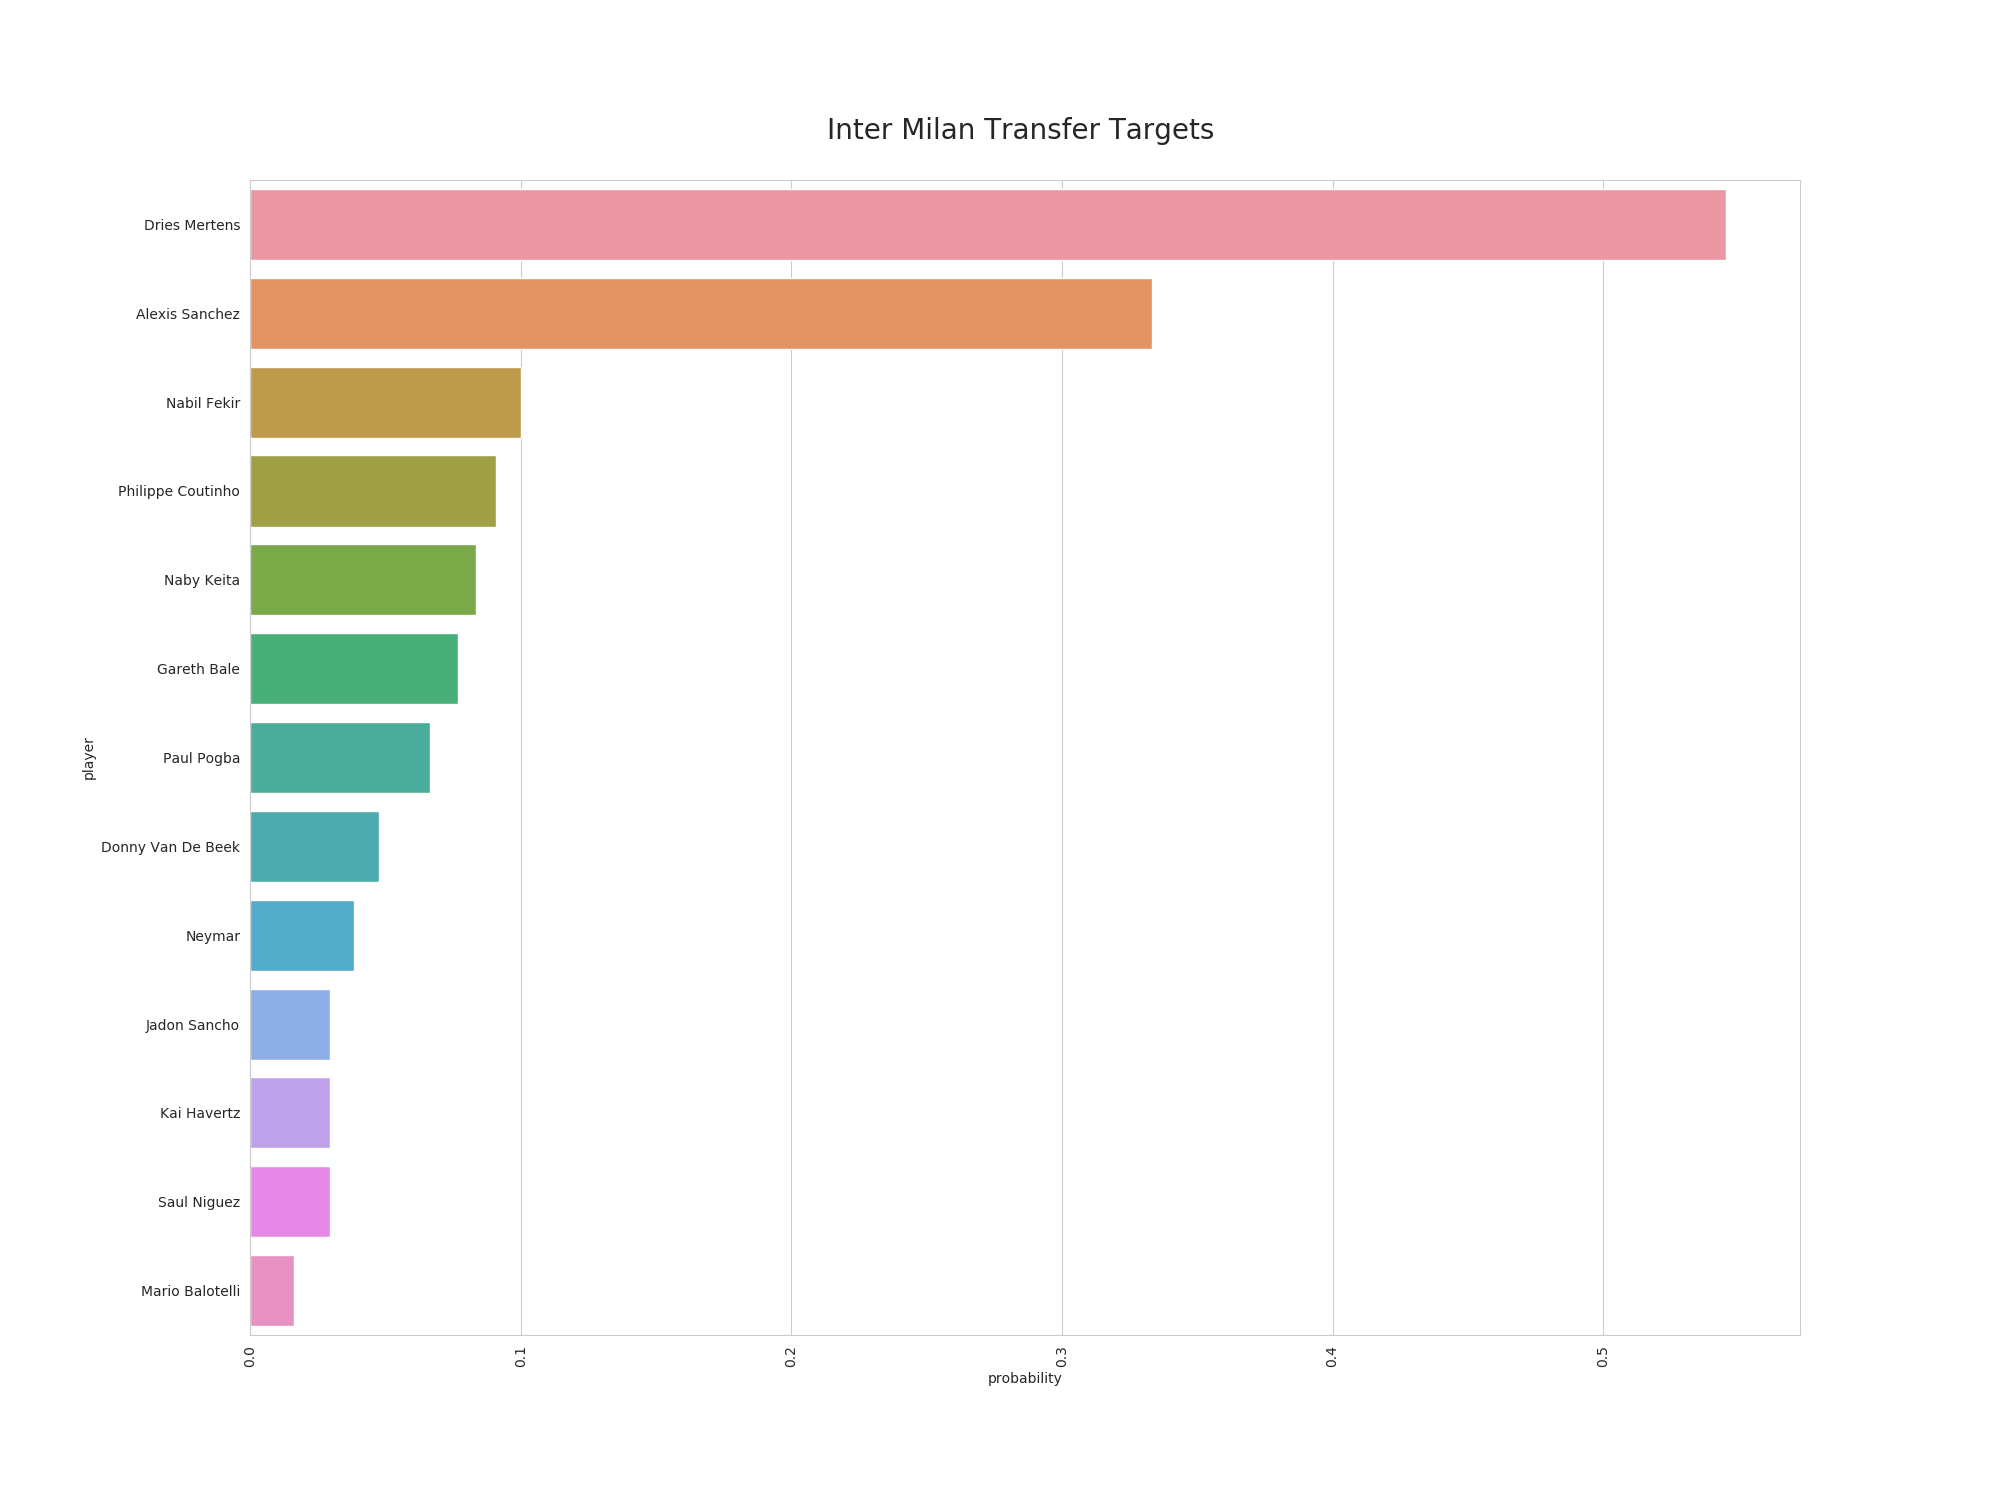 Inter Milan Transfer Targets
Dries Mertens
Alexis Sanchez
Nabil Fekir
Philippe Coutinho
Naby Keita
Gareth Bale
Paul Pogba
Donny Van De Beek
Neymar
Jadon Sancho
Kai Havertz
Saul Niguez
Mario Balotelli
player
0.0
0.1
0.2
0.3
0.4
0.5
probability